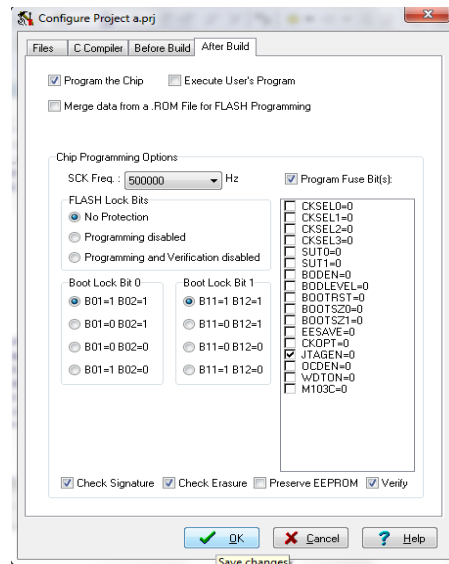 Configure Project a.prj
Files C Compiler Before Build After Build
Program the Chip Execute User's Program
Merge data from a .ROM File for FLASH Programming
Chip Programming Options
SCK Freq. : 500000 Hz
Program Fuse Bit(s):
FLASH Lock Bits
No Protection
Programming disabled
Programming and Verification disabled
Boot Lock Bit 0
B01=1 B02=1
B01=0 B02=1
B01=0 B02=0
B01=1 B02=0
Boot Lock Bit 1
B11=1 B12=1
B11=0 B12=1
B11=0 B12=0
B11=1 B12=0
CKSEL0=0
CKSEL1=0
CKSEL2=0
CKSEL3=0
SUT0=0
SUT1=0
BODEN=0
BODLEVEL=0
BOOTRST=0
BOOTSZ0=0
BOOTSZ1=0
EESAVE=0
CKOPT=0
JTAGEN=0
OCDEN=0
WDTON=0
M103C=0
Check Signature Check Erasure Preserve EEPROM Verify
OK Cancel Help
Save changes